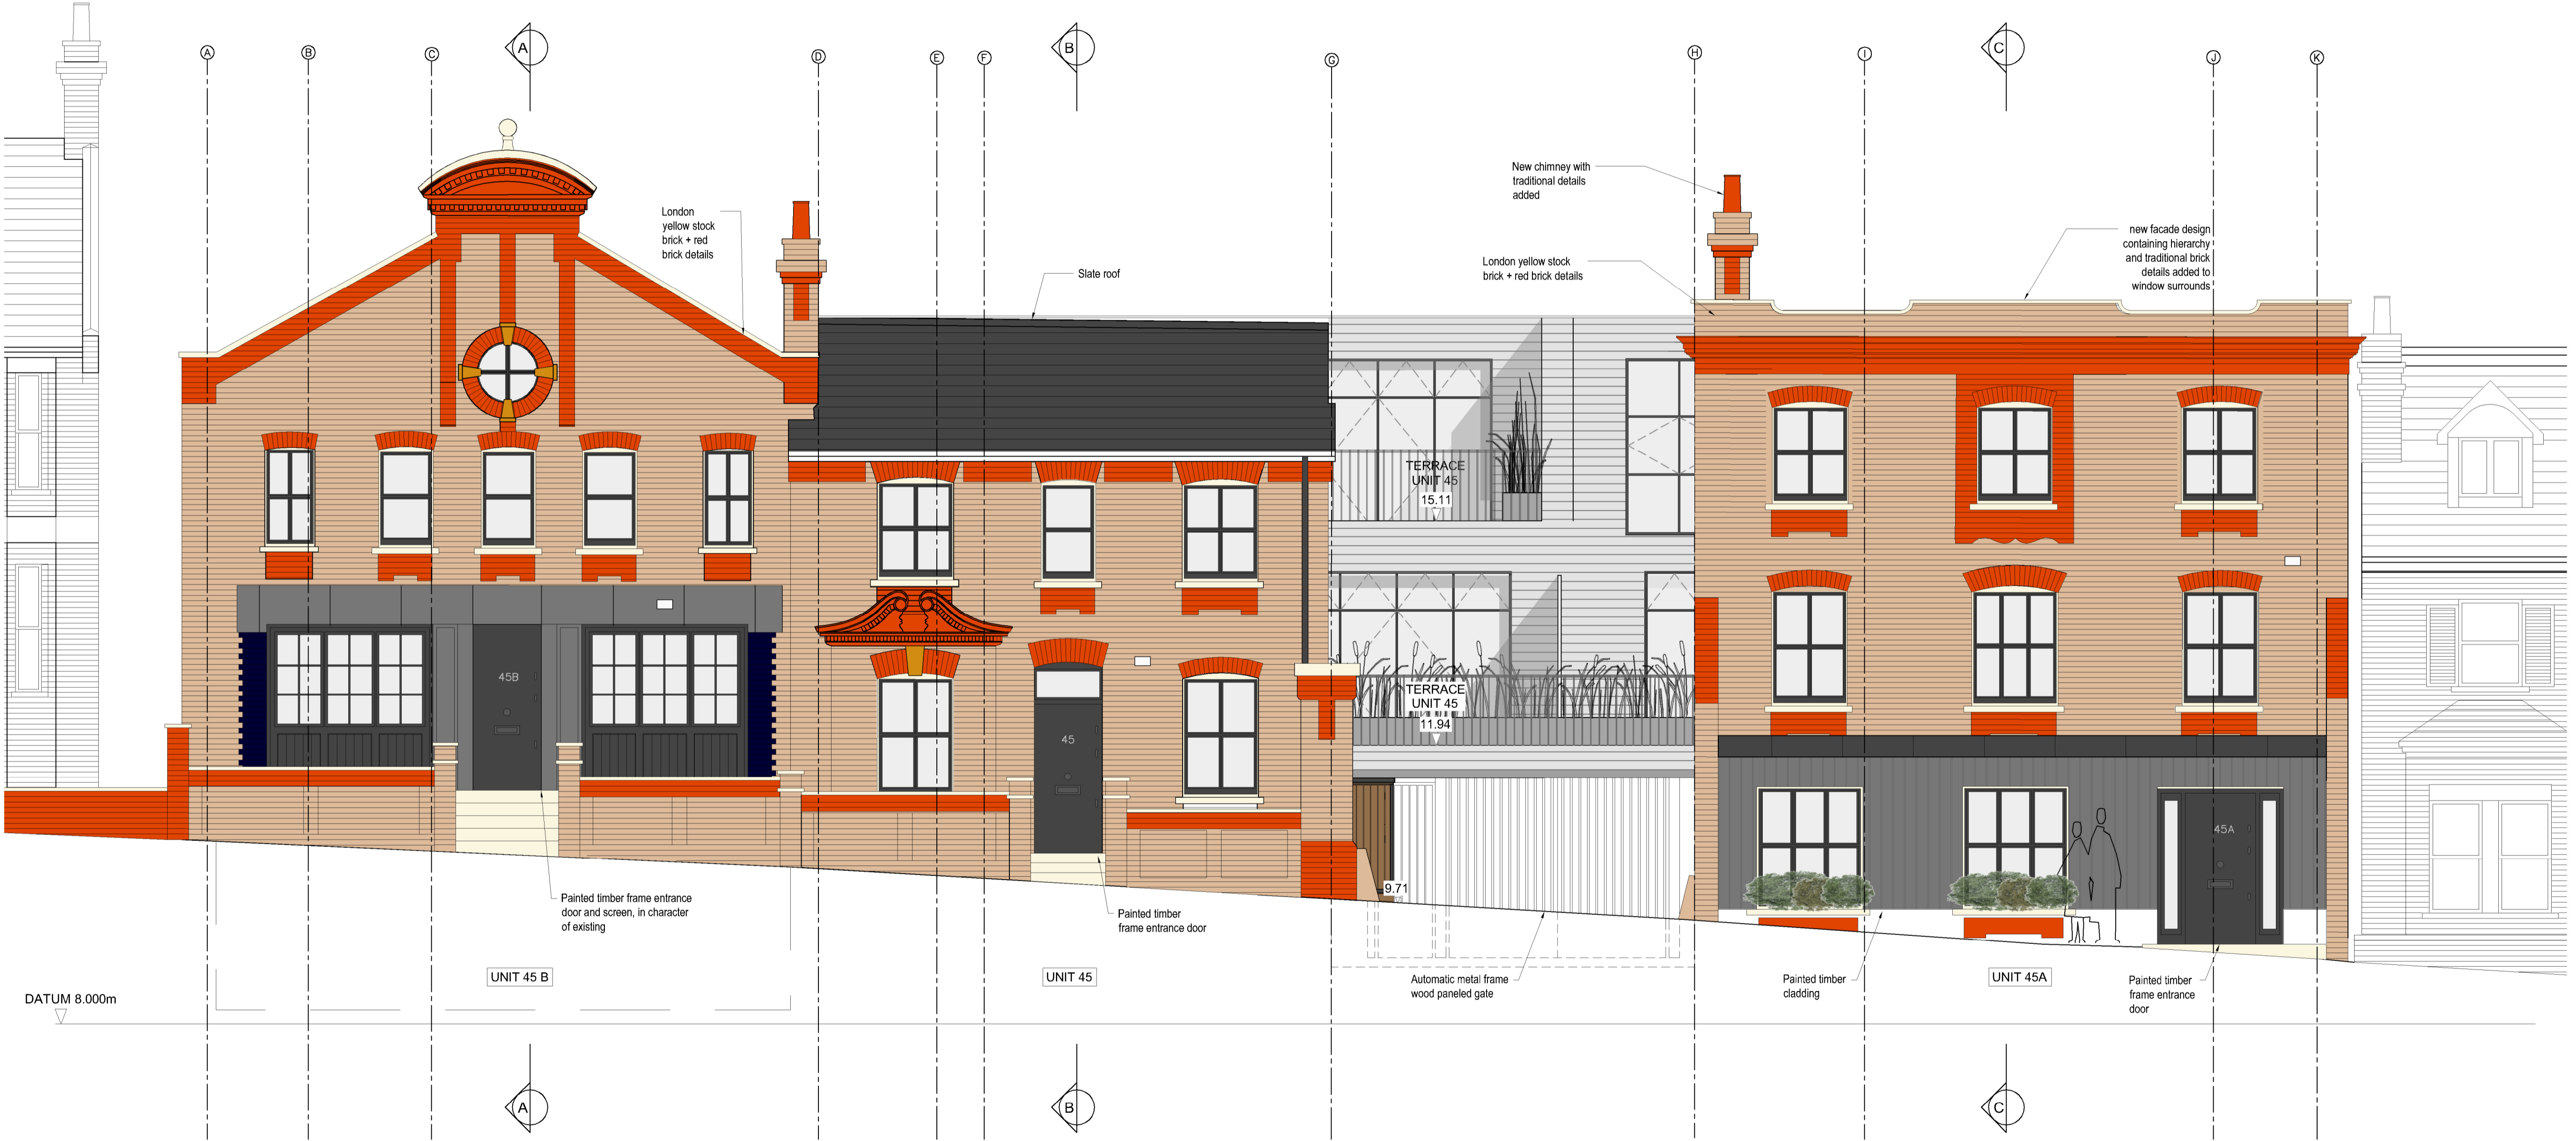 A
B
C
A
D
E
F
B
G
H
I
C
J
K
London
yellow stock
brick + red
brick details
Slate roof
New chimney with
traditional details
added
London yellow stock
brick + red brick details
new facade design
containing hierarchy
and traditional brick
details added to
window surrounds
TERRACE
UNIT 45
15.11
TERRACE
UNIT 45
11.94
45B
45
45A
9.71
Painted timber frame entrance
door and screen, in character
of existing
Painted timber
frame entrance door
Automatic metal frame
wood paneled gate
Painted timber
cladding
Painted timber
frame entrance
door
UNIT 45 B
UNIT 45
UNIT 45A
DATUM 8.000m
A
B
C